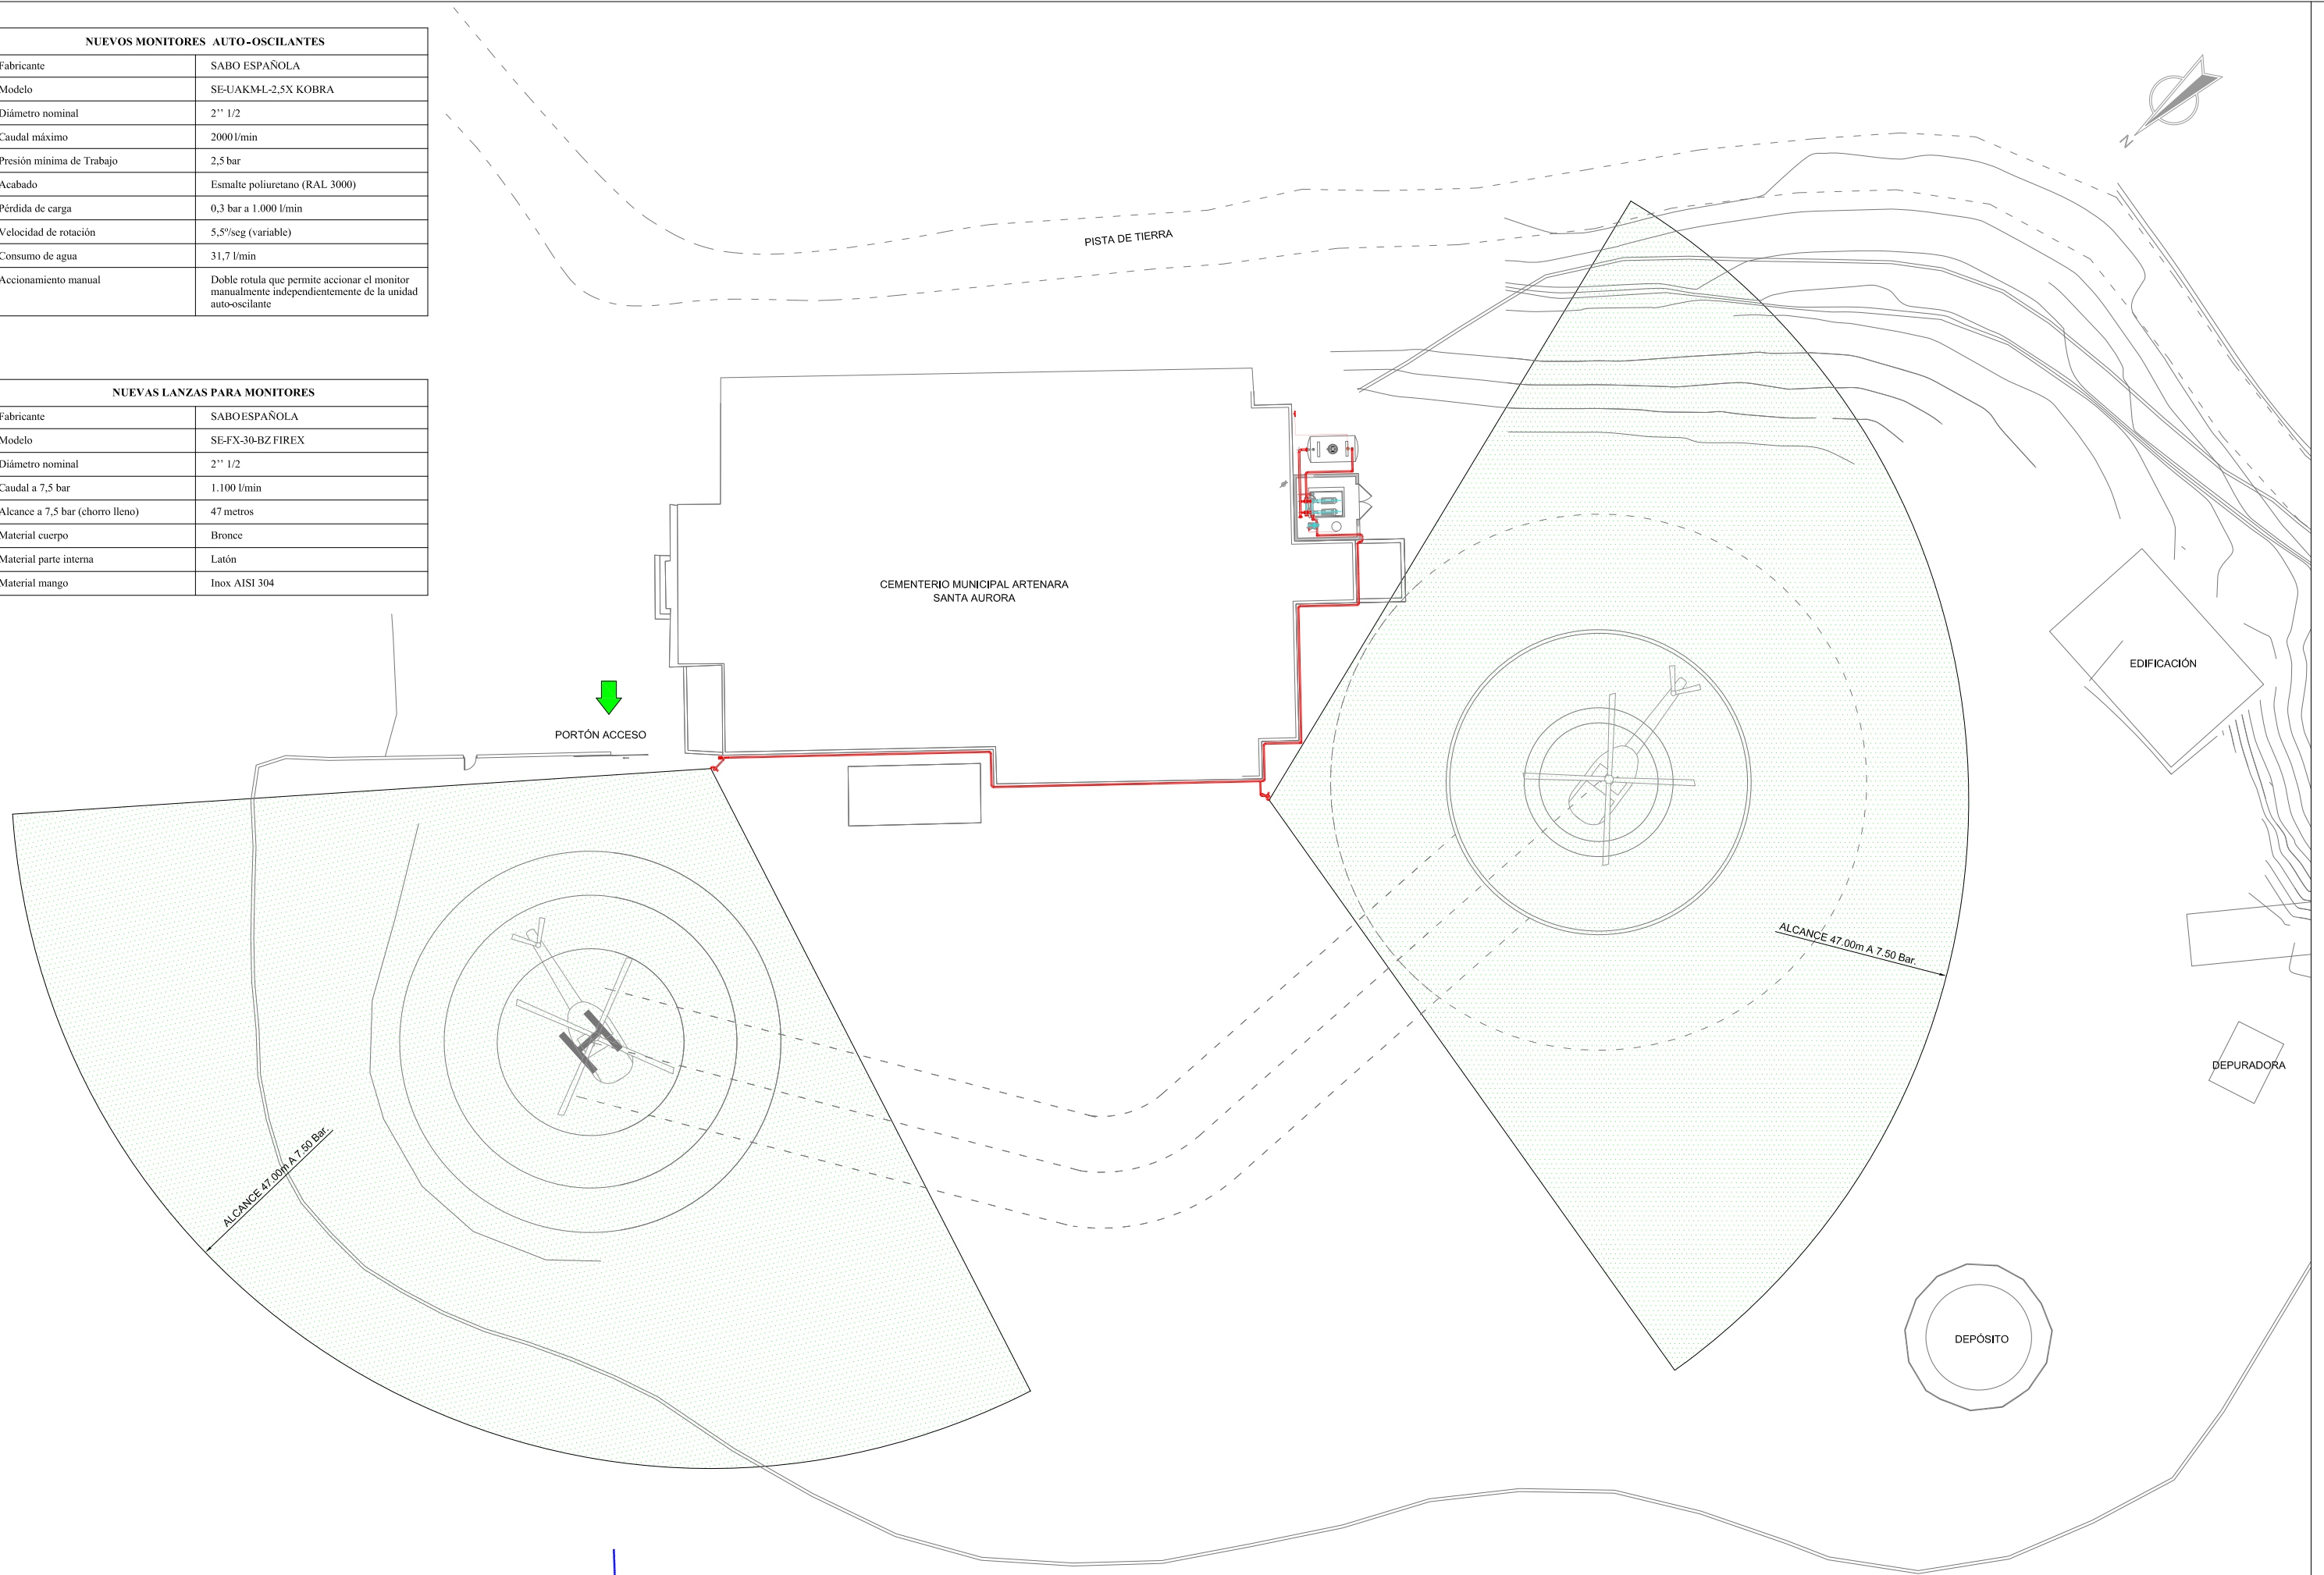 NUEVOS MONITORES AUTO-OSCILANTES
Fabricante SABO ESPAÑOLA
Modelo SE-UAKM-L-2,5X KOBRA
Diámetro nominal 2'' 1/2
Caudal máximo 2000 l/min
Presión mínima de Trabajo 2,5 bar
Acabado Esmalte poliuretano (RAL 3000)
Pérdida de carga 0,3 bar a 1.000 l/min
Velocidad de rotación 5,5º/seg (variable)
Consumo de agua 31,7 l/min
Accionamiento manual Doble rotula que permite accionar el monitor
manualmente independientemente de la unidad
auto-oscilante
NUEVAS LANZAS PARA MONITORES
Fabricante SABO ESPAÑOLA
Modelo SE-FX-30-BZ FIREX
Diámetro nominal 2'' 1/2
Caudal a 7,5 bar 1.100 l/min
Alcance a 7,5 bar (chorro lleno) 47 metros
Material cuerpo Bronce
Material parte interna Latón
Material mango Inox AISI 304
N
PISTA DE TIERRA
CEMENTERIO MUNICIPAL ARTENARA
SANTA AURORA
EDIFICACIÓN
PORTÓN ACCESO
ALCANCE 47.00m A 7.50 Bar.
H
DEPURADORA
ALCANCE 47.00m A 7.50 Bar.
DEPÓSITO